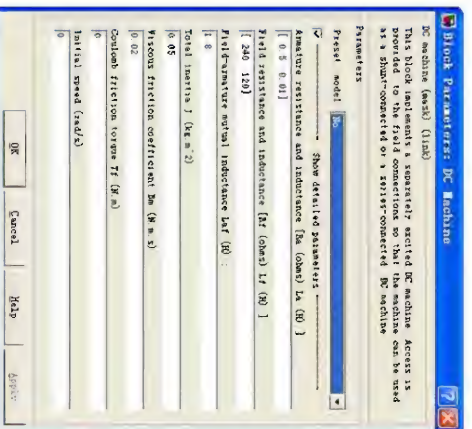 Block Parameters: DC Machine
DC machine (mask) (link)
This block implements a separately excited DC machine Access is
provided to the field connections so that the machine can be used
as a shunt-connected or a series-connected DC machine
Parameters
Preset model No
Show detailed parameters
Armature resistance and inductance [Ra (ohms) La (H) ]
[ 0 5 0.01]
Field resistance and inductance [Rf (ohms) Lf (H) ]
[ 240 120]
Field-armature mutual inductance Laf (H) :
1 8
Total inertia J (kg m^2)
0.05
Viscous friction coefficient Bm (N m s)
0 02
Coulomb friction torque Tf (N m)
0
Initial speed (rad/s)
0
OK Cancel Help Apply